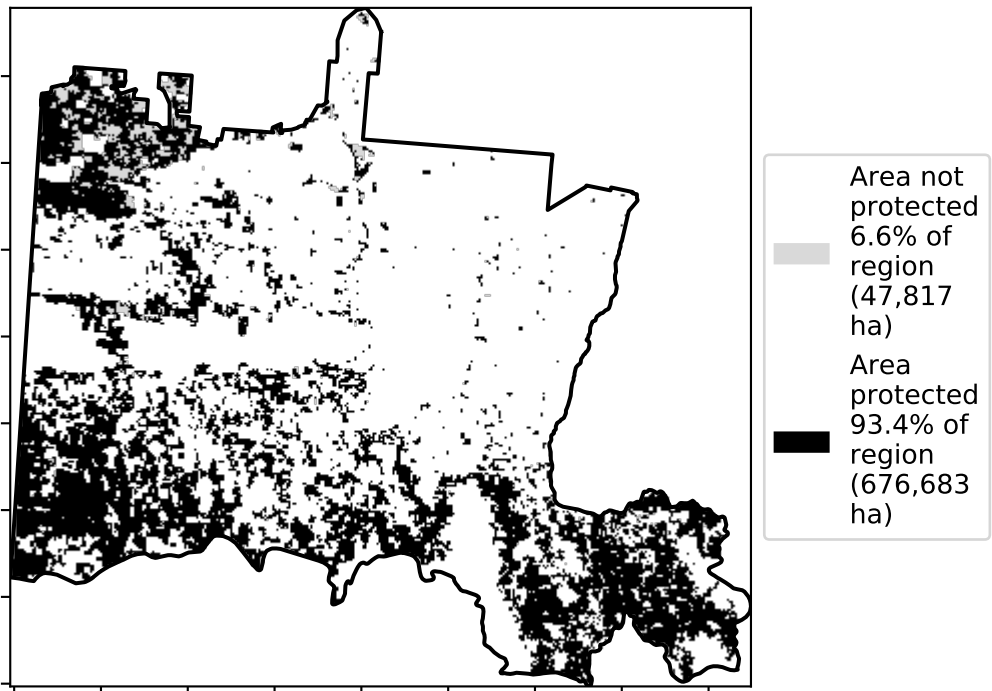 Area not
protected
6.6% of
region
(47,817
ha)
Area
protected
93.4% of
region
(676,683
ha)